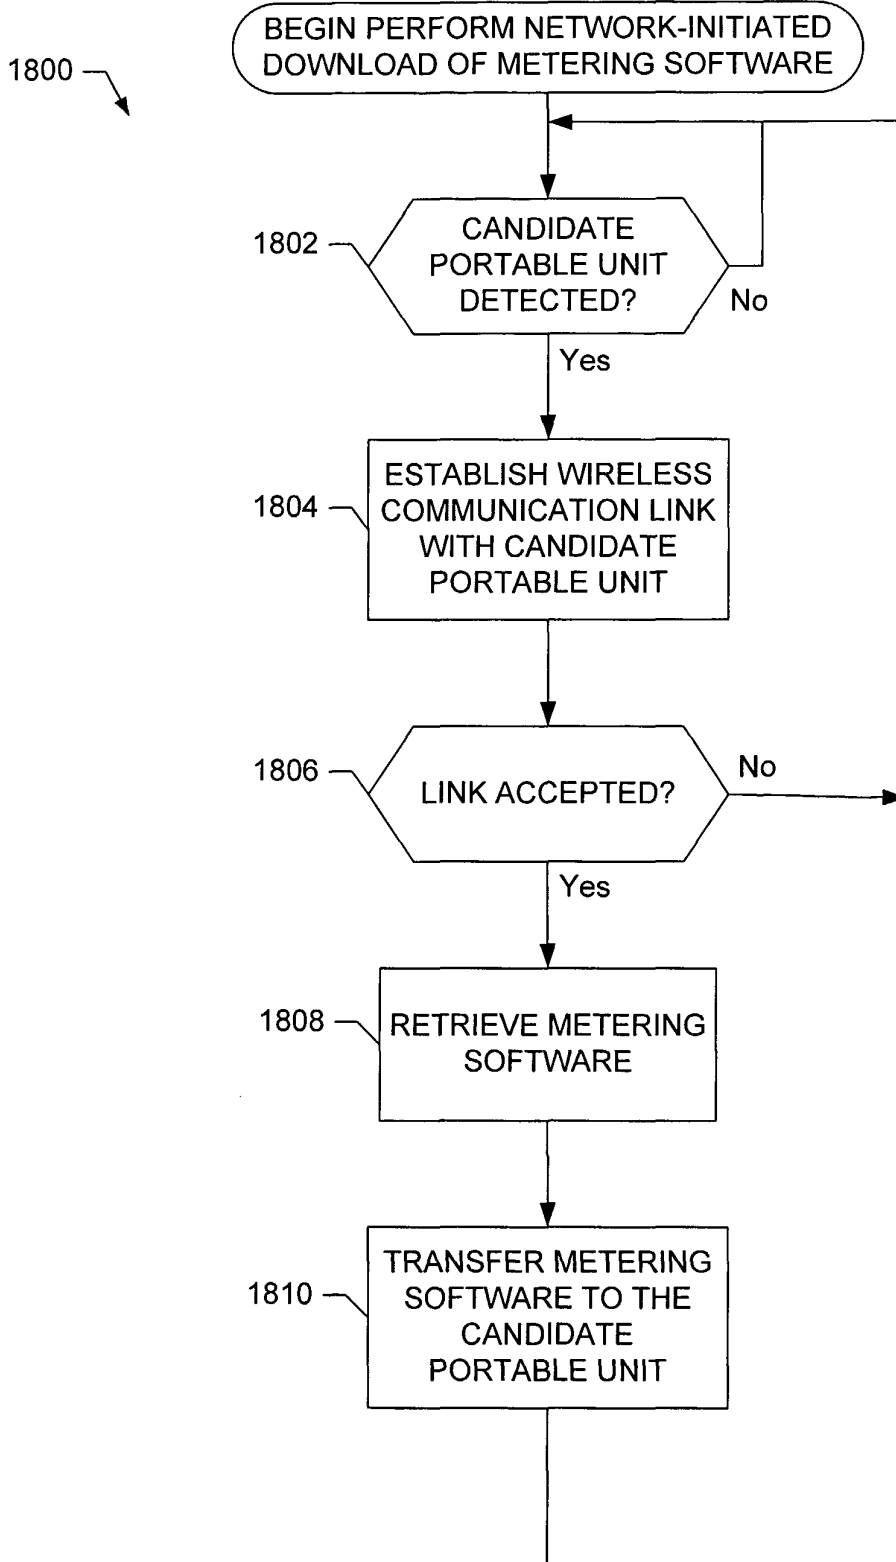 BEGIN PERFORM NETWORK-INITIATED
DOWNLOAD OF METERING SOFTWARE
1800
1802
CANDIDATE
PORTABLE UNIT
DETECTED?
No
Yes
1804
ESTABLISH WIRELESS
COMMUNICATION LINK
WITH CANDIDATE
PORTABLE UNIT
1806
LINK ACCEPTED?
No
Yes
1808
RETRIEVE METERING
SOFTWARE
1810
TRANSFER METERING
SOFTWARE TO THE
CANDIDATE
PORTABLE UNIT